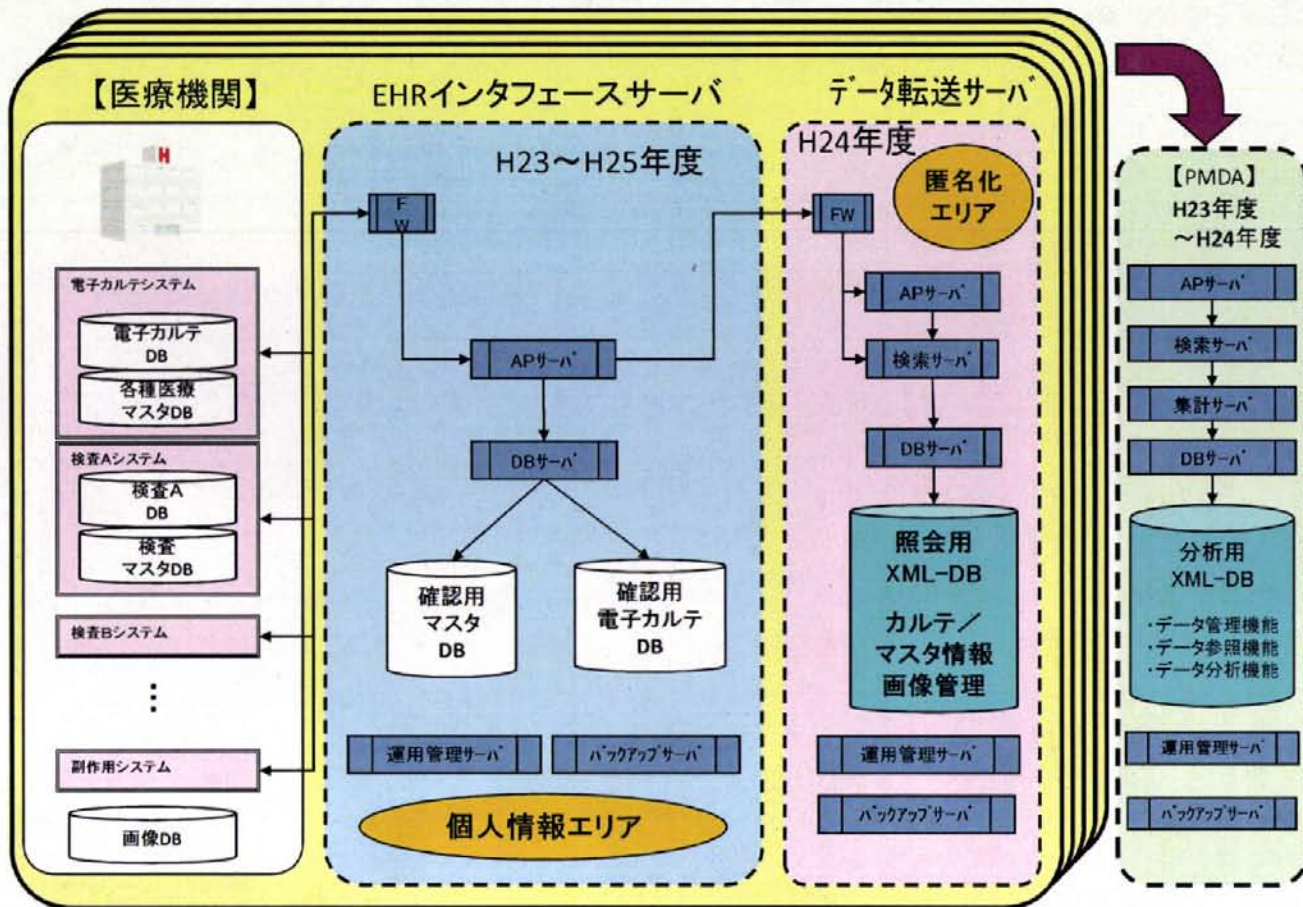 【医療機関】
H
電子カルテシステム
電子カルテ
DB
各種医療
マスタDB
検査Aシステム
検査A
DB
検査
マスタDB
検査Bシステム
⋮
副作用システム
画像DB
EHRインタフェースサーバ
H23～H25年度
F
W
APｻｰﾊﾞ
DBｻｰﾊﾞ
確認用
マスタ
DB
確認用
電子カルテ
DB
運用管理ｻｰﾊﾞ
ﾊﾞｯｸｱｯﾌﾟｻｰﾊﾞ
個人情報エリア
データ転送サーバ
H24年度
匿名化
エリア
FW
APｻｰﾊﾞ
検索ｻｰﾊﾞ
DBｻｰﾊﾞ
照会用
XML-DB
カルテ／
マスタ情報
画像管理
運用管理ｻｰﾊﾞ
ﾊﾞｯｸｱｯﾌﾟｻｰﾊﾞ
【PMDA】
H23年度
～H24年度
APｻｰﾊﾞ
検索ｻｰﾊﾞ
集計ｻｰﾊﾞ
DBｻｰﾊﾞ
分析用
XML-DB
・データ管理機能
・データ参照機能
・データ分析機能
運用管理ｻｰﾊﾞ
ﾊﾞｯｸｱｯﾌﾟｻｰﾊﾞ